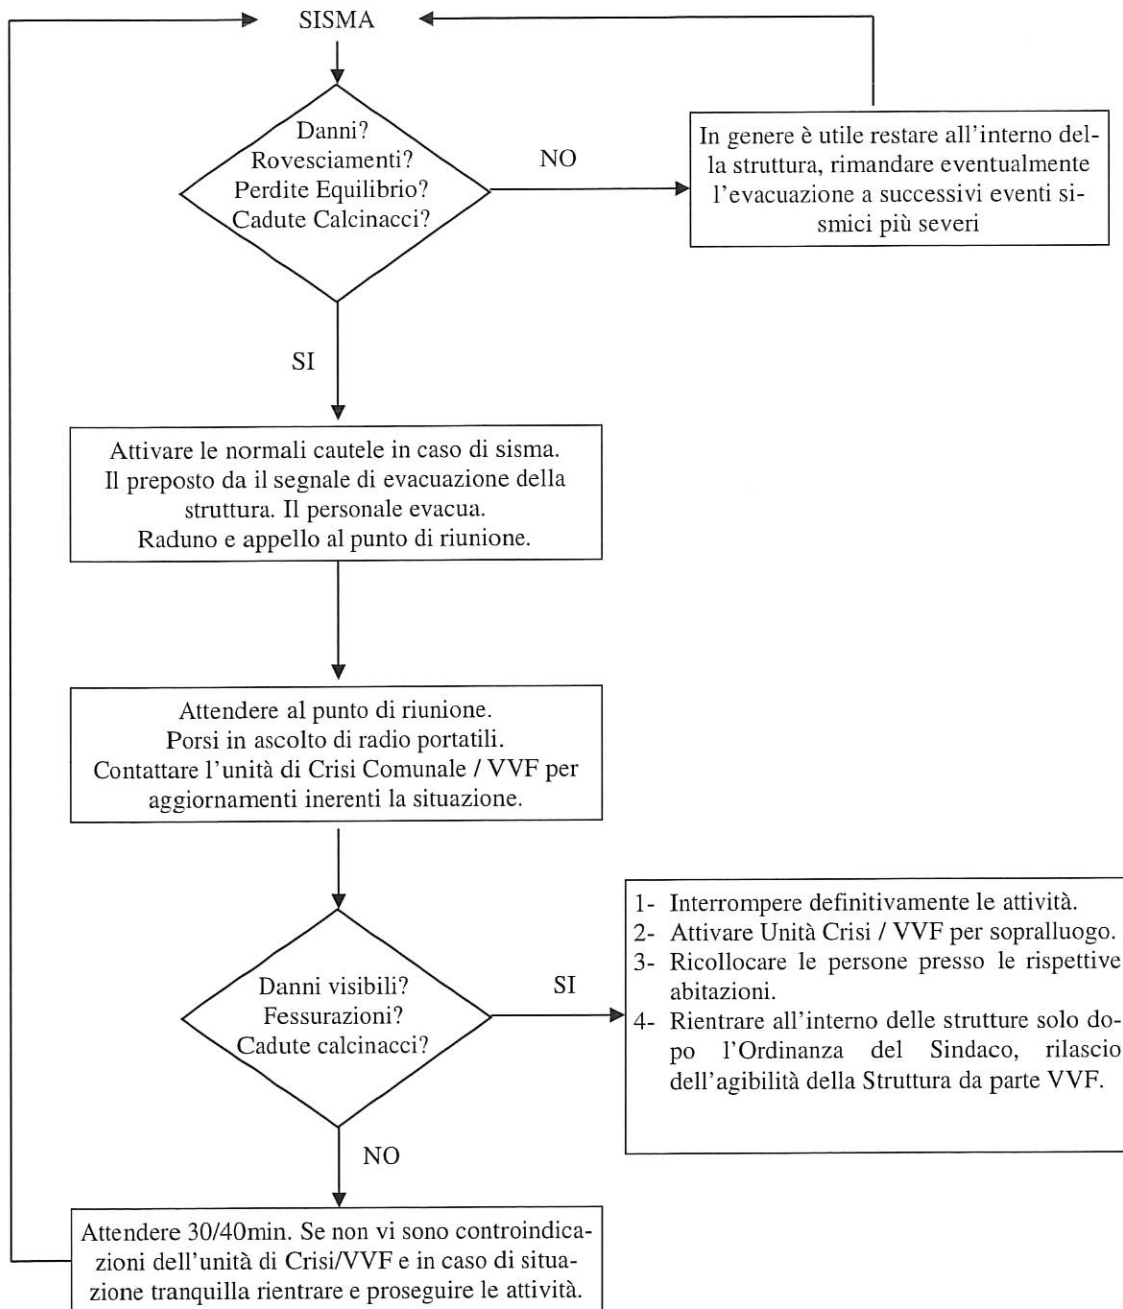 SISMA
Danni?
Rovesciamenti?
Perdite Equilibrio?
Cadute Calcinacci?
NO
In genere è utile restare all'interno del-
la struttura, rimandare eventualmente
l'evacuazione a successivi eventi si-
smici più severi
SI
Attivare le normali cautele in caso di sisma.
Il preposto da il segnale di evacuazione della
struttura. Il personale evacua.
Raduno e appello al punto di riunione.
Attendere al punto di riunione.
Porsi in ascolto di radio portatili.
Contattare l'unità di Crisi Comunale / VVF per
aggiornamenti inerenti la situazione.
Danni visibili?
Fessurazioni?
Cadute calcinacci?
SI
1- Interrompere definitivamente le attività.
2- Attivare Unità Crisi / VVF per sopralluogo.
3- Ricollocare le persone presso le rispettive
abitazioni.
4- Rientrare all'interno delle strutture solo do-
po l'Ordinanza del Sindaco, rilascio
dell'agibilità della Struttura da parte VVF.
NO
Attendere 30/40min. Se non vi sono controindica-
zioni dell'unità di Crisi/VVF e in caso di situa-
zione tranquilla rientrare e proseguire le attività.